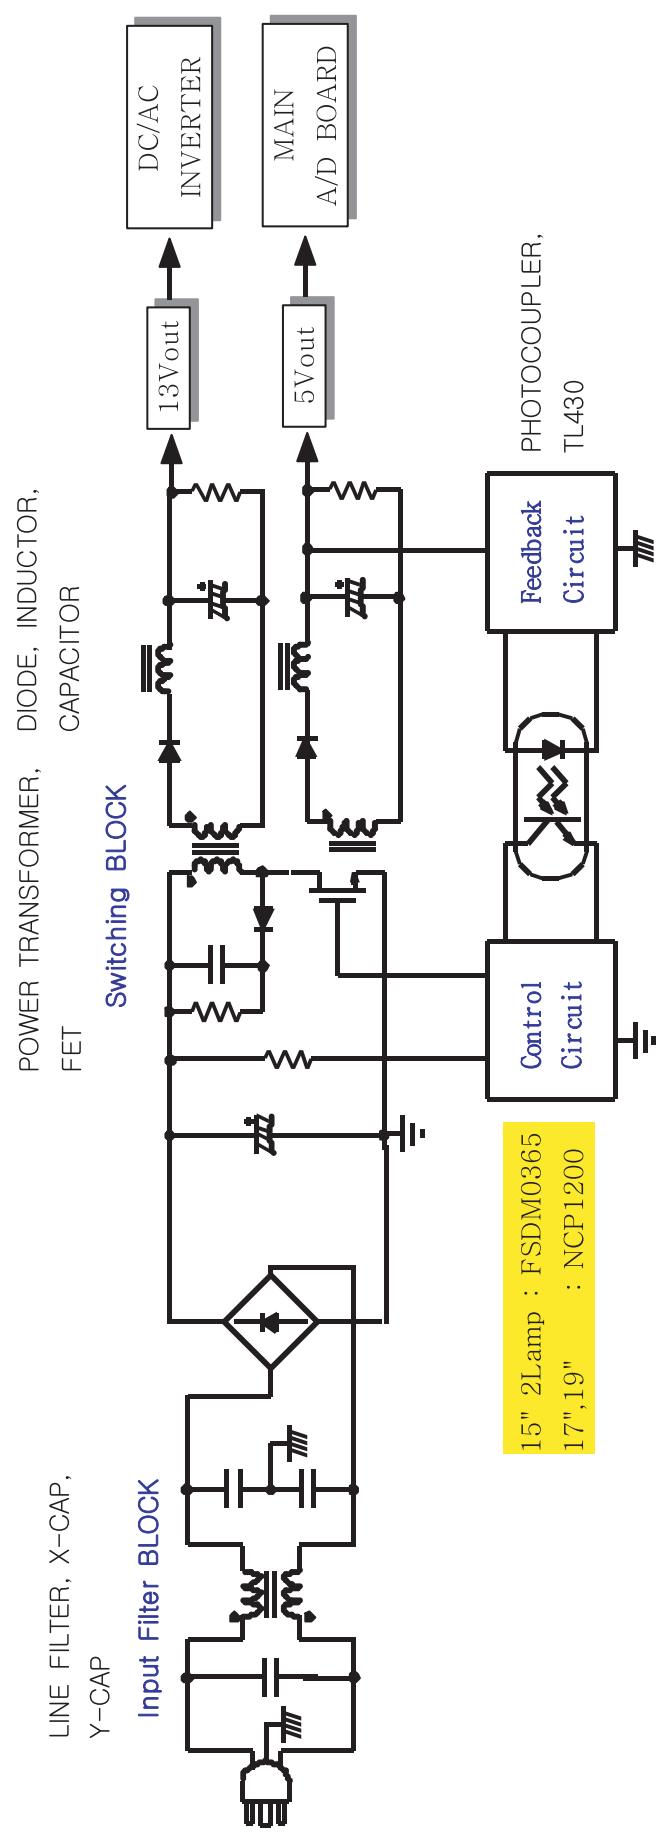 LINE FILTER, X-CAP,
Y-CAP
Input Filter BLOCK
POWER TRANSFORMER,
FET
DIODE, INDUCTOR,
CAPACITOR
Switching BLOCK
13Vout
DC/AC
INVERTER
5Vout
MAIN
A/D BOARD
15" 2Lamp : FSDM0365
17",19" : NCP1200
Control
Circuit
Feedback
Circuit
PHOTOCOUPLER,
TL430